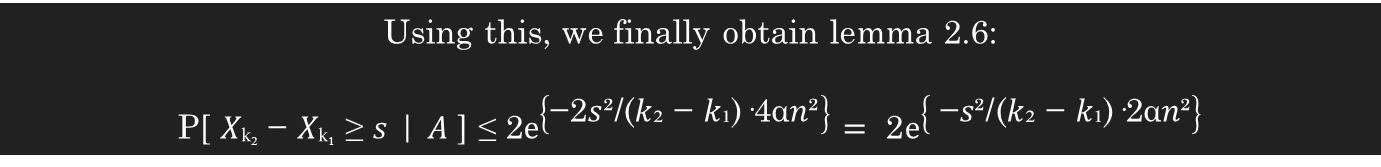 Using this, we finally obtain lemma 2.6:
P[ X_{k₂} − X_{k₁} ≥ s | A ] ≤ 2e^{−2s²/(k₂ − k₁) ·4αn²} = 2e^{ −s²/(k₂ − k₁) ·2αn²}